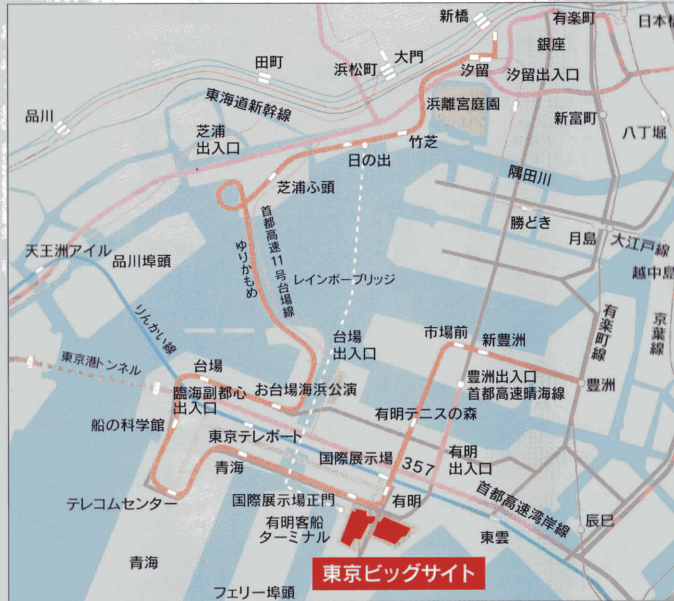 新橋
有楽町
日本橋
大門
銀座
田町
浜松町
汐留
汐留出入口
東海道新幹線
浜離宮庭園
品川
新富町
芝浦
出入口
竹芝
八丁堀
日の出
隅田川
芝浦ふ頭
勝どき
首都高速11号台場線
月島
大江戸線
天王洲アイル
品川埠頭
ゆりかもめ
レインボーブリッジ
越中島
りんかい線
有楽町線
京葉線
台場
出入口
市場前
新豊洲
東京港トンネル
台場
豊洲出入口
首都高速晴海線
豊洲
臨海副都心
出入口
お台場海浜公演
有明テニスの森
船の科学館
東京テレポート
有明
出入口
青海
国際展示場
357
首都高速湾岸線
テレコムセンター
国際展示場正門
有明
有明客船
ターミナル
東雲
辰巳
青海
東京ビッグサイト
フェリー埠頭